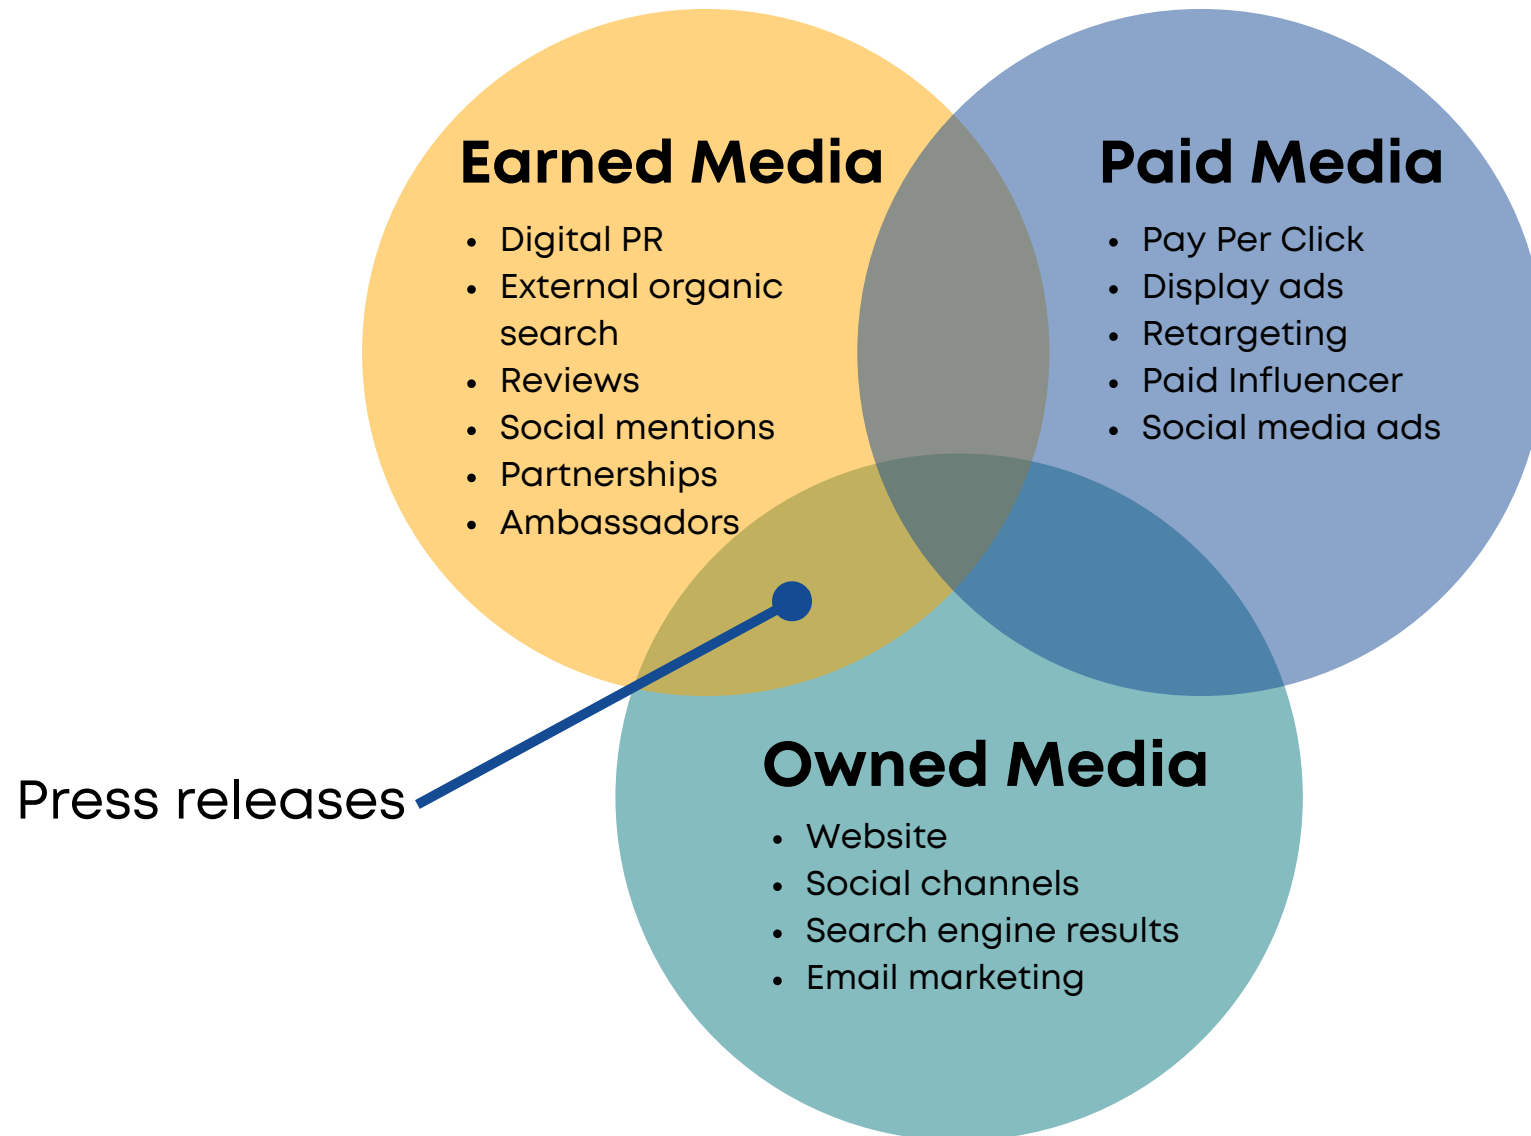 Earned Media
• Digital PR
• External organic
search
• Reviews
• Social mentions
• Partnerships
• Ambassadors
Paid Media
• Pay Per Click
• Display ads
• Retargeting
• Paid Influencer
• Social media ads
Press releases
Owned Media
• Website
• Social channels
• Search engine results
• Email marketing